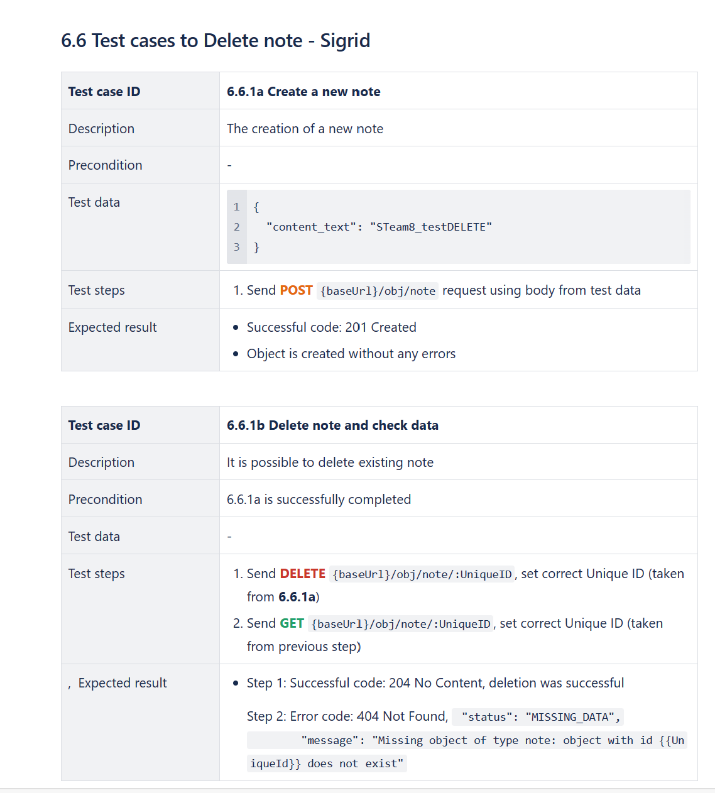 6.6 Test cases to Delete note - Sigrid
Test case ID 6.6.1a Create a new note
Description The creation of a new note
Precondition -
Test data
1 {
2 "content_text": "STeam8_testDELETE"
3 }
Test steps 1. Send POST {baseUrl}/obj/note request using body from test data
Expected result • Successful code: 201 Created
• Object is created without any errors
Test case ID 6.6.1b Delete note and check data
Description It is possible to delete existing note
Precondition 6.6.1a is successfully completed
Test data -
Test steps 1. Send DELETE {baseUrl}/obj/note/:UniqueID, set correct Unique ID (taken
from 6.6.1a)
2. Send GET {baseUrl}/obj/note/:UniqueID, set correct Unique ID (taken
from previous step)
, Expected result • Step 1: Successful code: 204 No Content, deletion was successful
Step 2: Error code: 404 Not Found, "status": "MISSING_DATA",
"message": "Missing object of type note: object with id {{Un
iqueId}} does not exist"